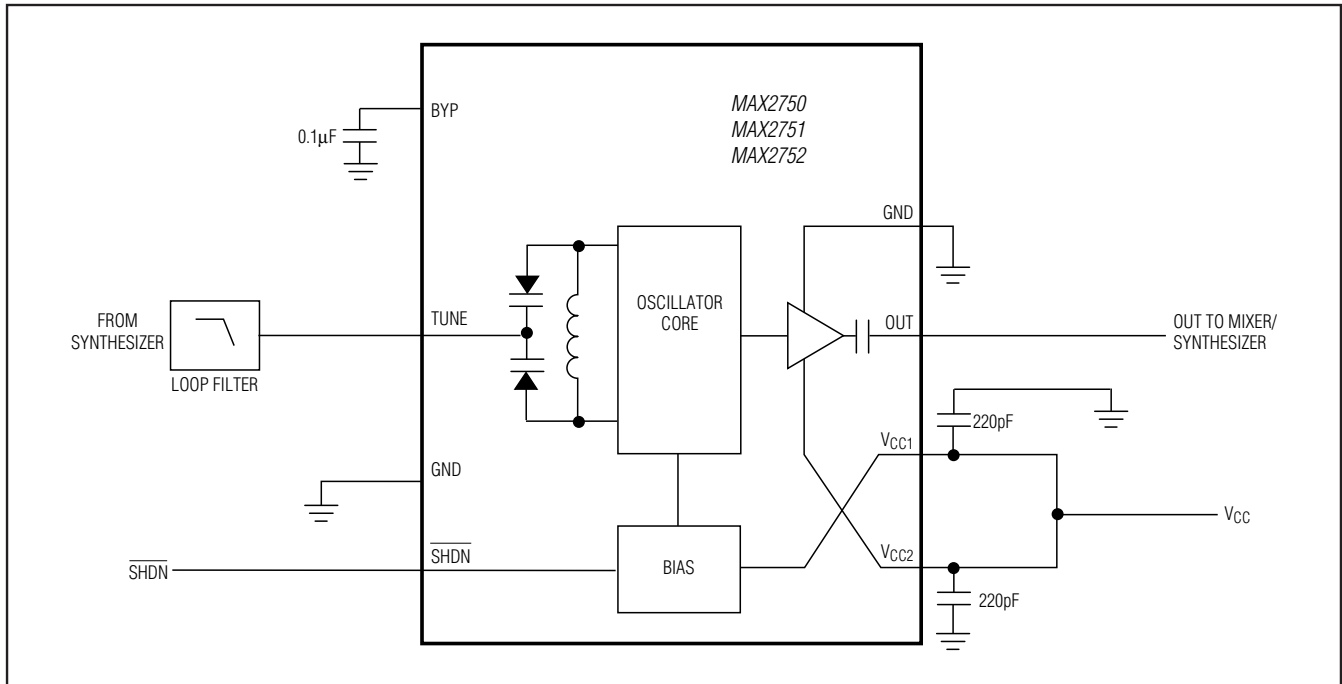 MAX2750
MAX2751
MAX2752
BYP
0.1μF
GND
OSCILLATOR
CORE
TUNE
FROM
SYNTHESIZER
LOOP FILTER
OUT
OUT TO MIXER/
SYNTHESIZER
220pF
VCC1
GND
VCC
SHDN
SHDN
BIAS
VCC2
220pF